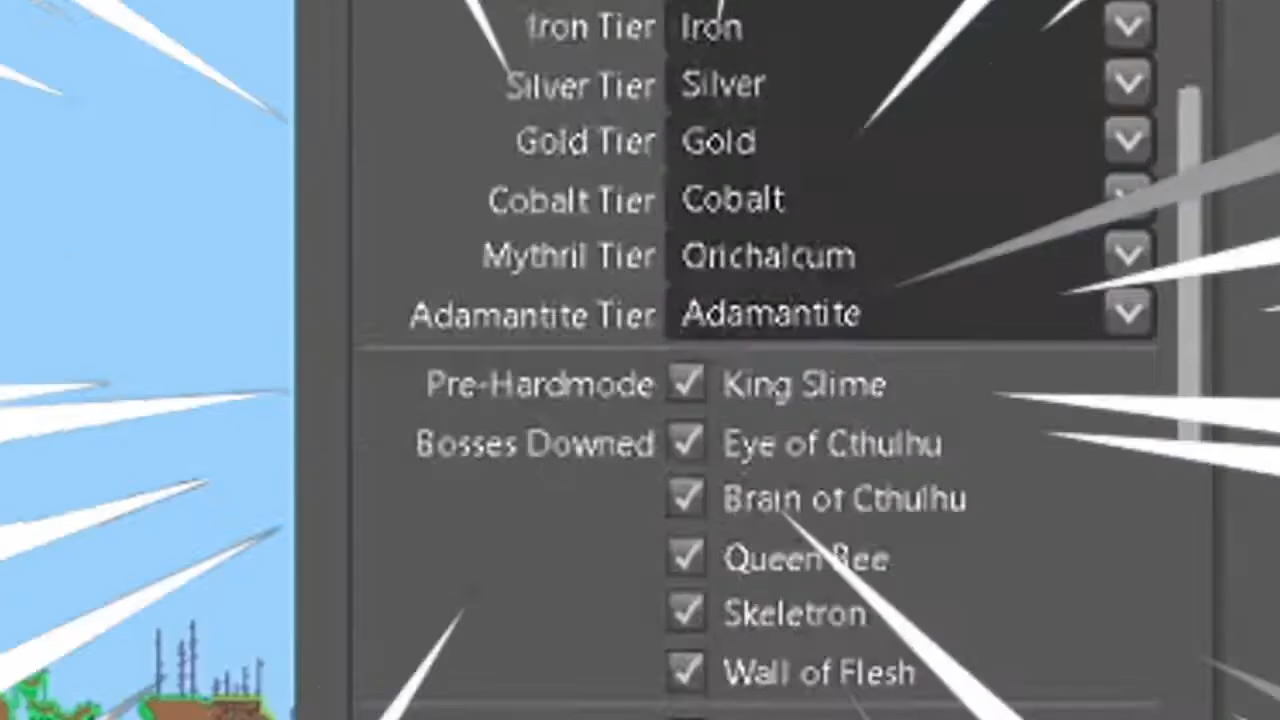 Iron Tier Iron
Silver Tier Silver
Gold Tier Gold
Cobalt Tier Cobalt
Mythril Tier Orichalcum
Adamantite Tier Adamantite
Pre-Hardmode King Slime
Bosses Downed Eye of Cthulhu
Brain of Cthulhu
Queen Bee
Skeletron
Wall of Flesh